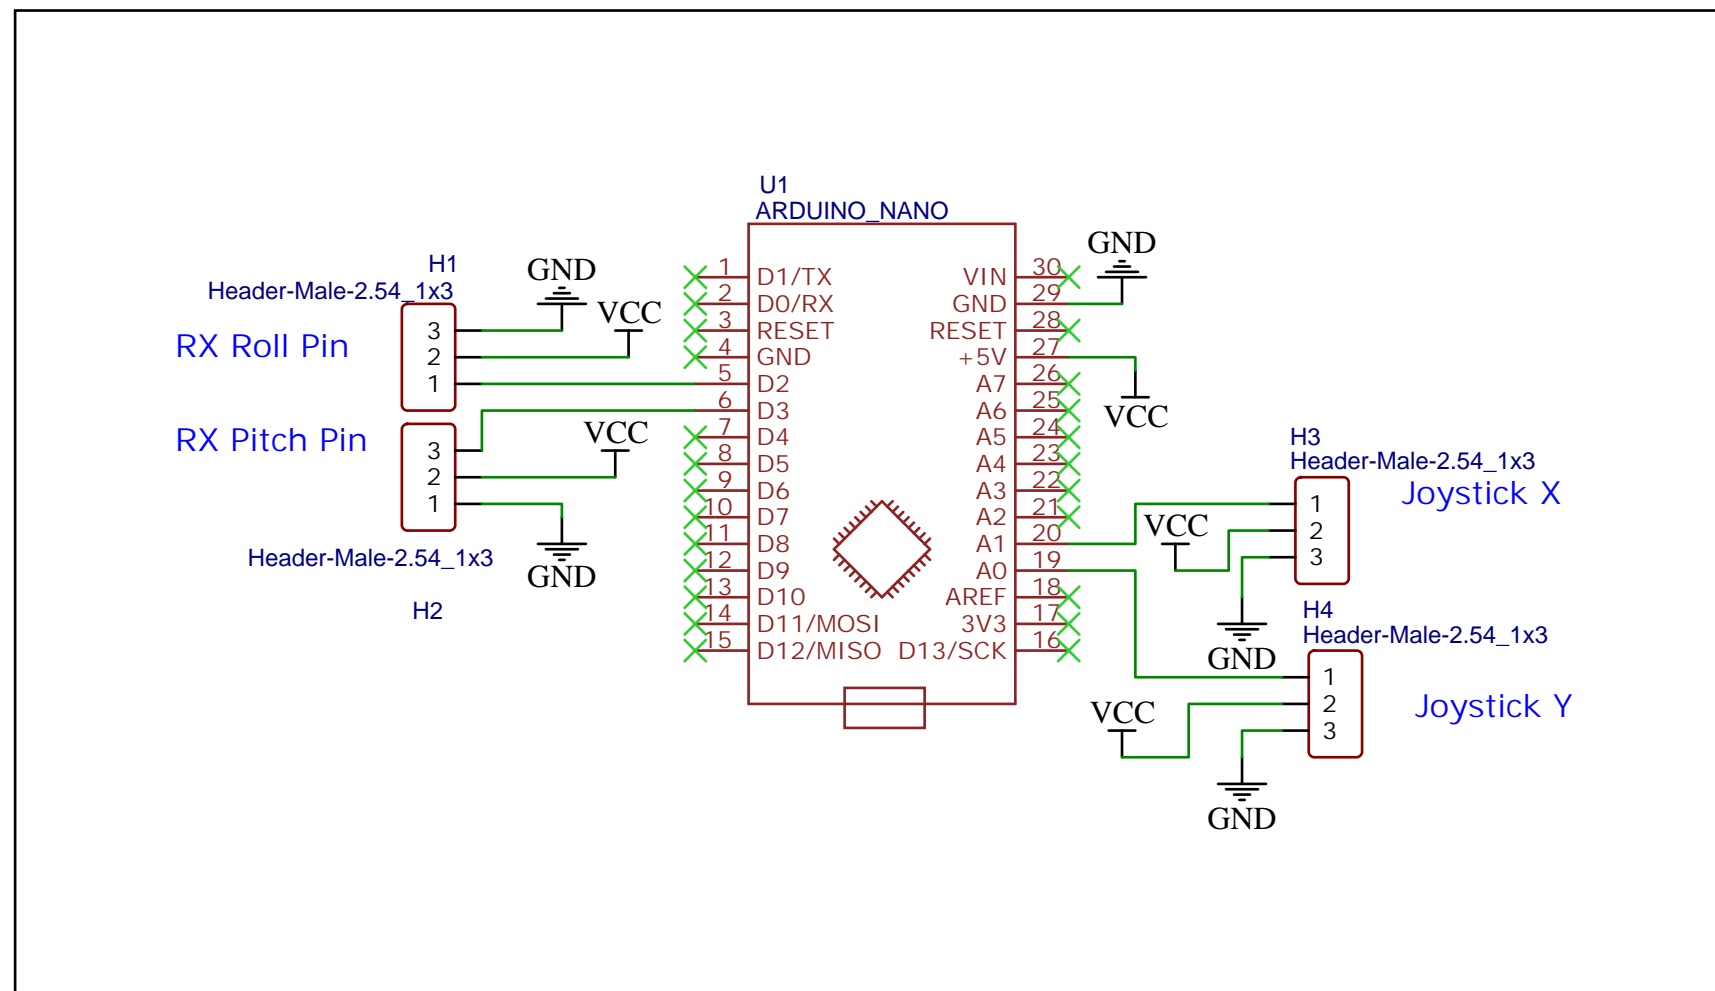 U1
ARDUINO_NANO
H1
Header-Male-2.54_1x3
RX Roll Pin
3
2
1
GND
VCC
RX Pitch Pin
3
2
1
VCC
GND
Header-Male-2.54_1x3
H2
1 D1/TX
2 D0/RX
3 RESET
4 GND
5 D2
6 D3
7 D4
8 D5
9 D6
10 D7
11 D8
12 D9
13 D10
14 D11/MOSI
15 D12/MISO
VIN 30
GND 29
RESET 28
+5V 27
A7 26
A6 25
A5 24
A4 23
A3 22
A2 21
A1 20
A0 19
AREF 18
3V3 17
D13/SCK 16
GND
VCC
H3
Header-Male-2.54_1x3
Joystick X
1
2
3
VCC
GND
H4
Header-Male-2.54_1x3
Joystick Y
1
2
3
VCC
GND